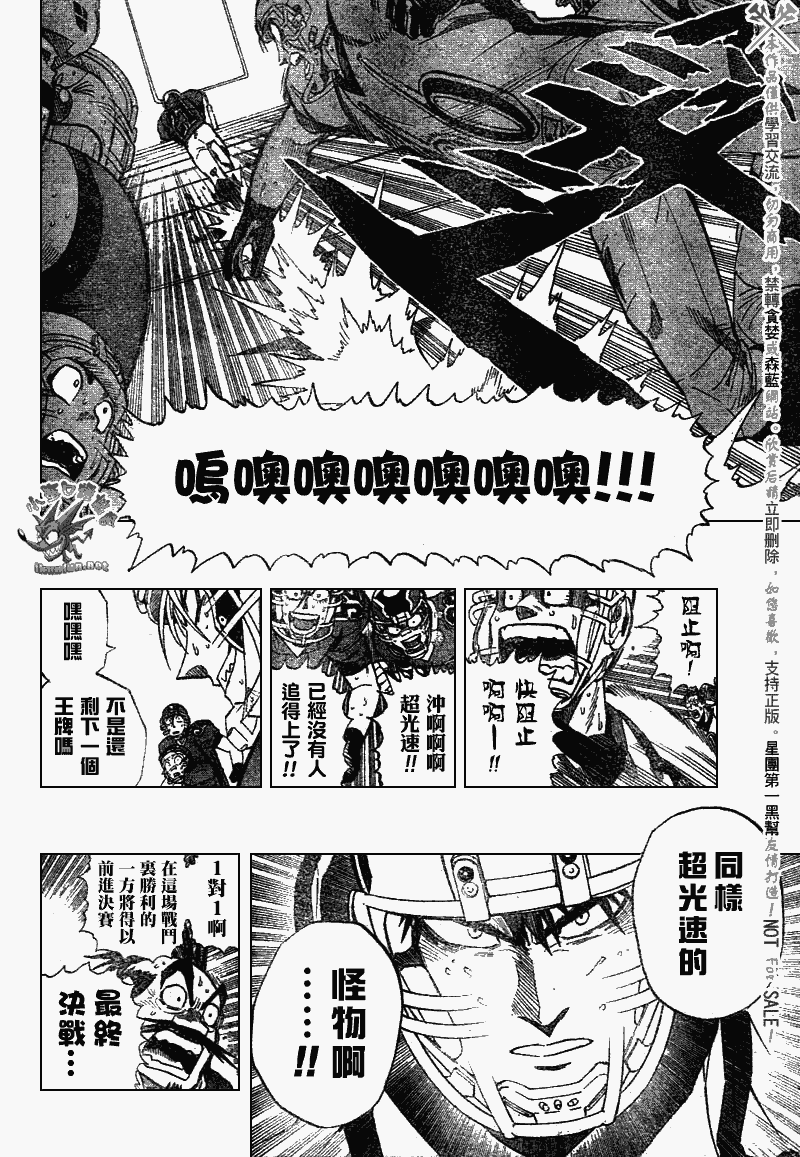 嗚噢噢噢噢噢噢!!!
阻止啊!
快阻止
啊啊—!!
沖啊啊啊
超光速!!
已經沒有人
追得上了!!
嘿嘿嘿
不是還
剩下一個
王牌嗎
同樣
超光速的
怪物啊
……!!
1對1啊
在這場戰鬥
裏勝利的
一方將得以
前進決賽
最終
決戰…
本作品僅供學習交流，切勿商用，禁轉貪婪或森藍網站。欣賞后請立即刪除，如您喜歡，支持正版。星團第一黑幫友情打造！NOT FOR SALE!